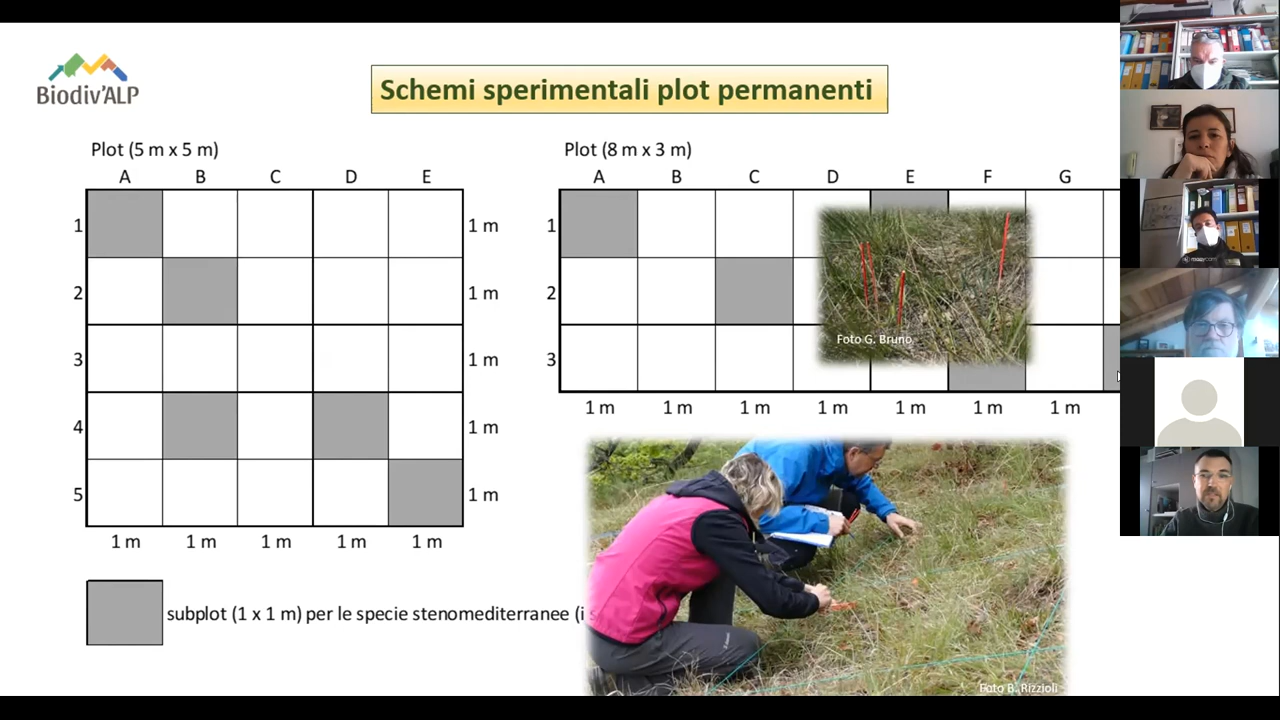 Biodiv'ALP
Schemi sperimentali plot permanenti
Plot (5 m x 5 m)
A B C D E
1 1 m
2 1 m
3 1 m
4 1 m
5 1 m
1 m 1 m 1 m 1 m 1 m
subplot (1 x 1 m) per le specie stenomediterranee (i s
Plot (8 m x 3 m)
A B C D E F G
1
2
3
1 m 1 m 1 m 1 m 1 m 1 m 1 m
Foto G. Bruno
Foto B. Rizzioli